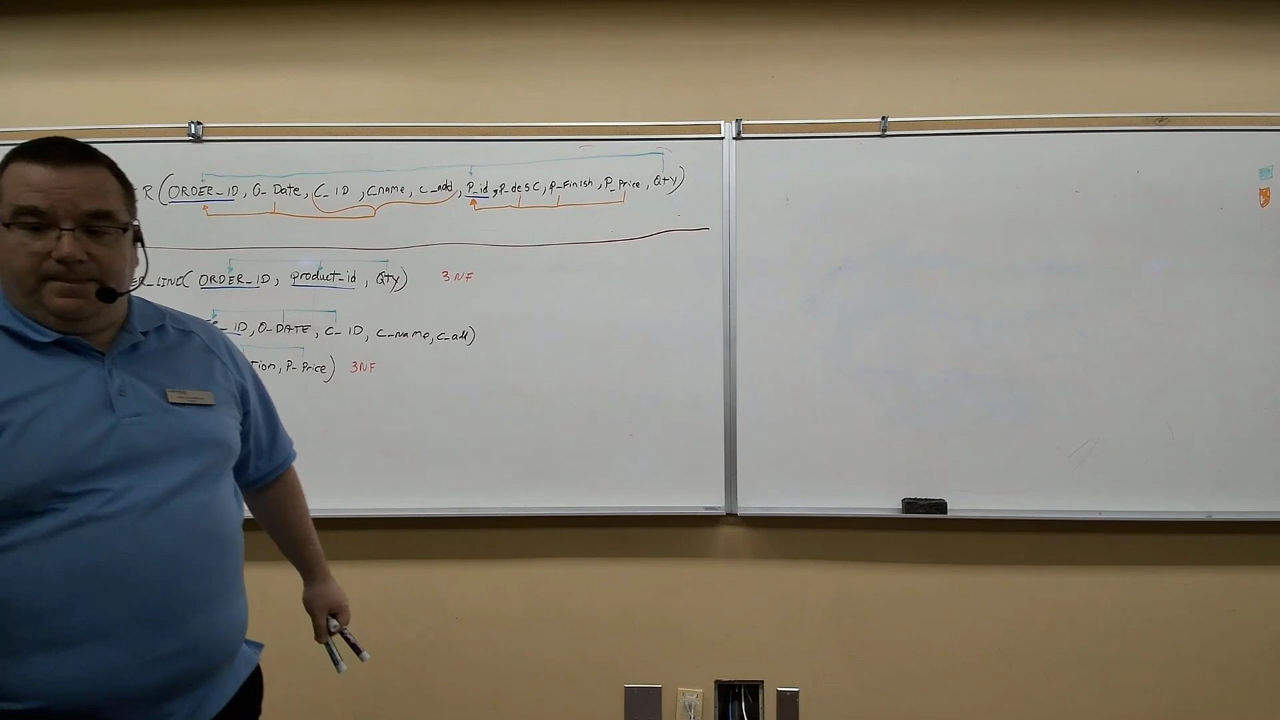 R(ORDER_ID, O_Date, C_ID, Cname, C_add, P_id, P_desc, P_Finish, P_Price, Qty)
ER_LINE(ORDER_ID, product_id, Qty) 3NF
_ID, O_DATE, C_ID, C_name, C_add)
tion, P_Price) 3NF